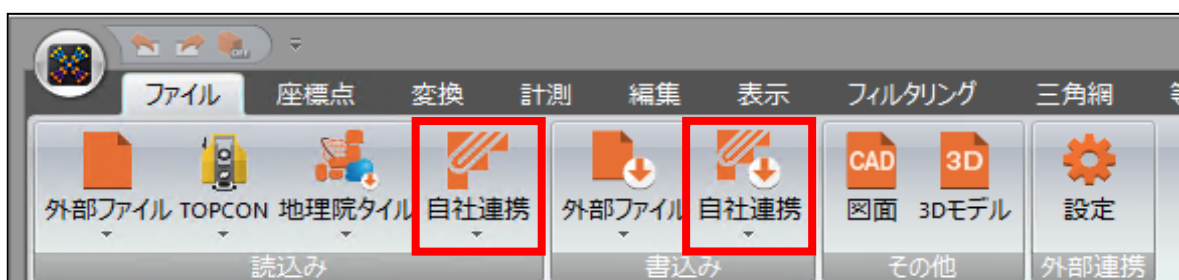 OFF
ファイル 座標点 変換 計測 編集 表示 フィルタリング 三角網
CAD 3D
外部ファイル TOPCON 地理院タイル 自社連携 外部ファイル 自社連携 図面 3Dモデル 設定
読込み 書込み その他 外部連携